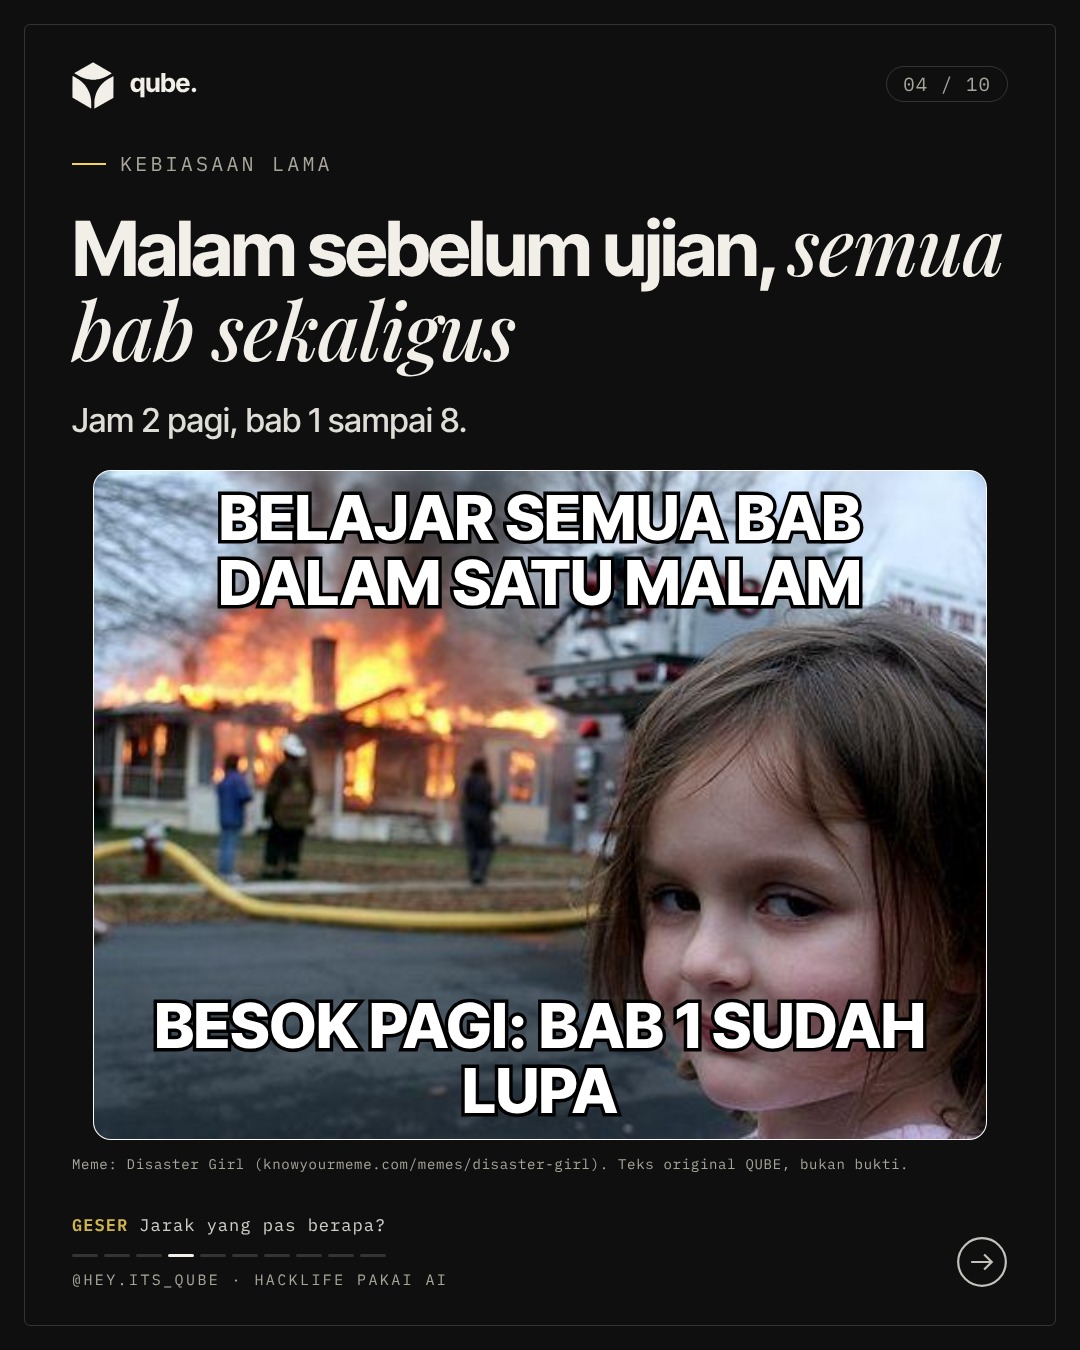 qube.
04 / 10
KEBIASAAN LAMA
Malam sebelum ujian, semua
bab sekaligus
Jam 2 pagi, bab 1 sampai 8.
BELAJAR SEMUA BAB
DALAM SATU MALAM
BESOK PAGI: BAB 1 SUDAH
LUPA
Meme: Disaster Girl (knowyourmeme.com/memes/disaster-girl). Teks original QUBE, bukan bukti.
GESER Jarak yang pas berapa?
@HEY.ITS_QUBE · HACKLIFE PAKAI AI